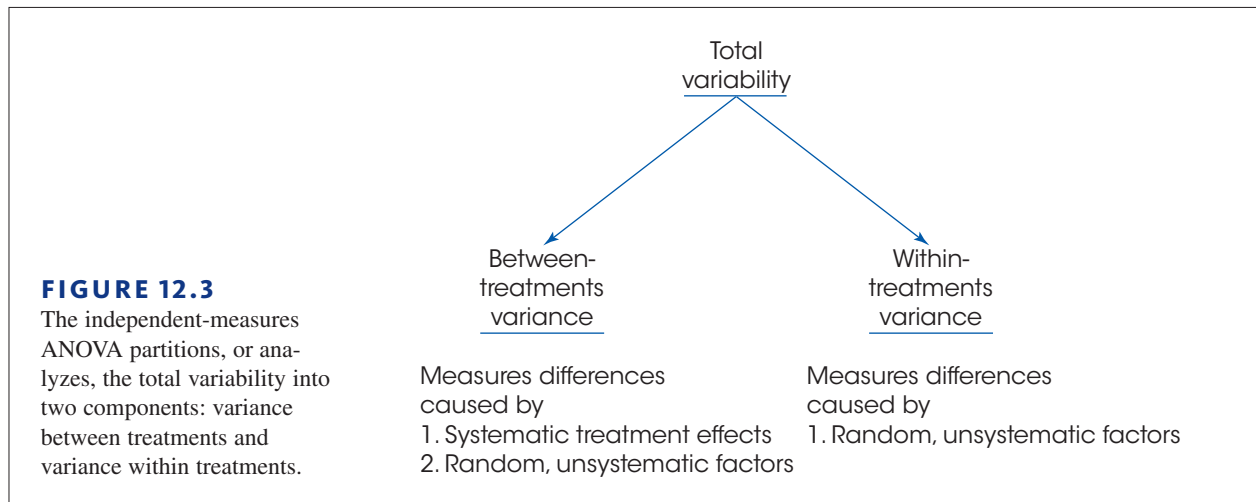 Total
variability
Between-
treatments
variance
Within-
treatments
variance
Measures differences
caused by
1. Systematic treatment effects
2. Random, unsystematic factors
Measures differences
caused by
1. Random, unsystematic factors
FIGURE 12.3
The independent-measures
ANOVA partitions, or ana-
lyzes, the total variability into
two components: variance
between treatments and
variance within treatments.